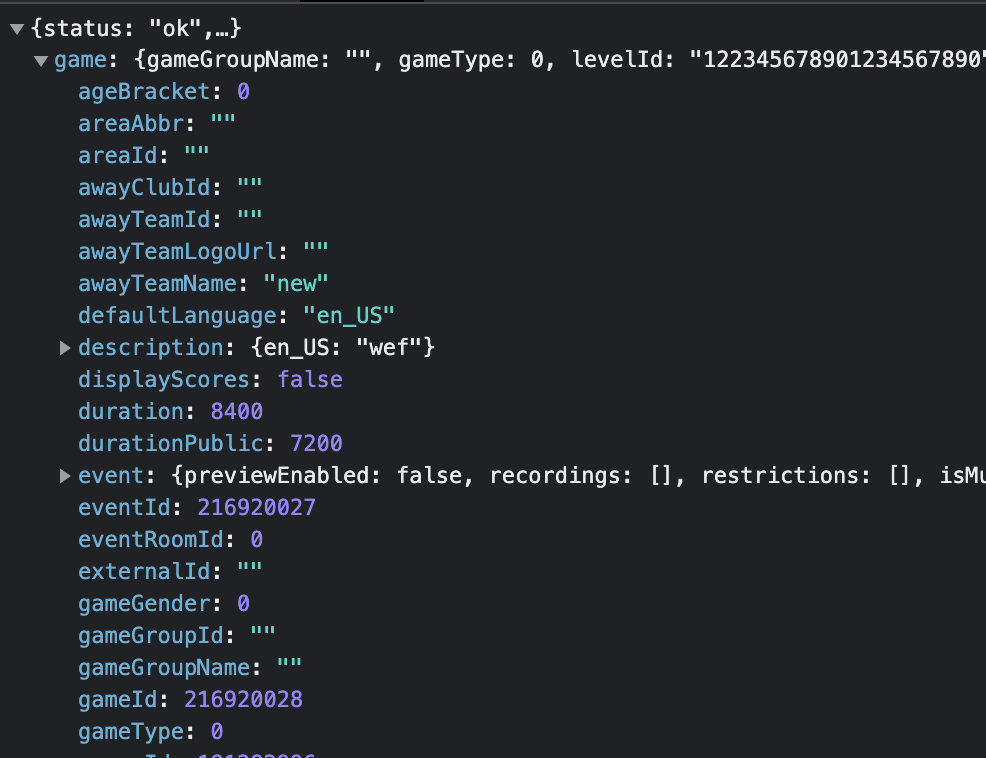 {status: "ok",…}
game: {gameGroupName: "", gameType: 0, levelId: "122345678901234567890"
ageBracket: 0
areaAbbr: ""
areaId: ""
awayClubId: ""
awayTeamId: ""
awayTeamLogoUrl: ""
awayTeamName: "new"
defaultLanguage: "en_US"
description: {en_US: "wef"}
displayScores: false
duration: 8400
durationPublic: 7200
event: {previewEnabled: false, recordings: [], restrictions: [], isMu
eventId: 216920027
eventRoomId: 0
externalId: ""
gameGender: 0
gameGroupId: ""
gameGroupName: ""
gameId: 216920028
gameType: 0